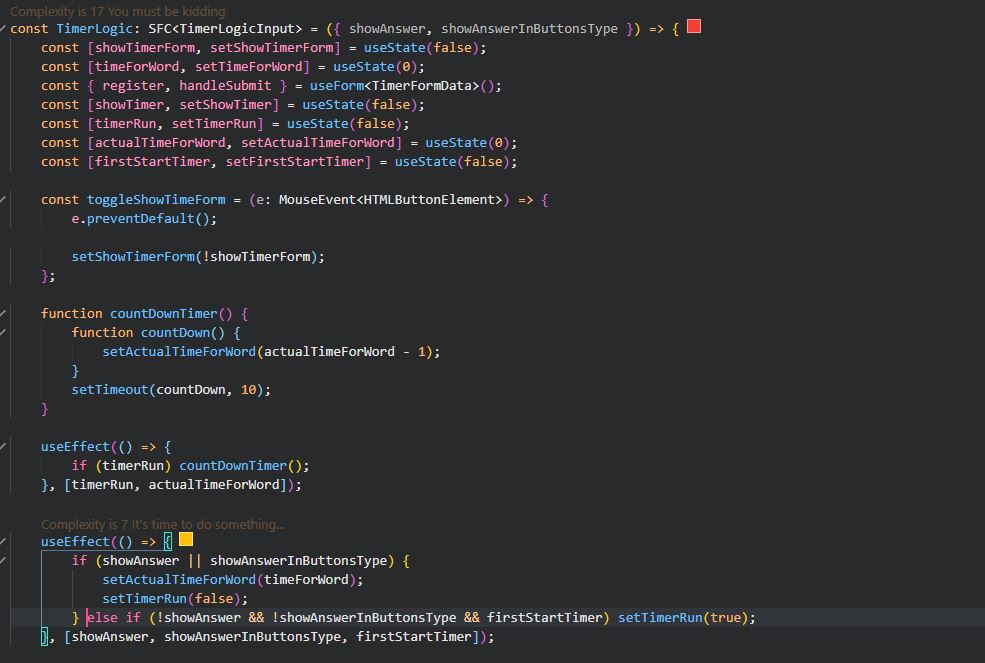 Complexity is 17 You must be kidding
const TimerLogic: SFC<TimerLogicInput> = ({ showAnswer, showAnswerInButtonsType }) => {
const [showTimerForm, setShowTimerForm] = useState(false);
const [timeForWord, setTimeForWord] = useState(0);
const { register, handleSubmit } = useForm<TimerFormData>();
const [showTimer, setShowTimer] = useState(false);
const [timerRun, setTimerRun] = useState(false);
const [actualTimeForWord, setActualTimeForWord] = useState(0);
const [firstStartTimer, setFirstStartTimer] = useState(false);
const toggleShowTimeForm = (e: MouseEvent<HTMLButtonElement>) => {
e.preventDefault();
setShowTimerForm(!showTimerForm);
};
function countDownTimer() {
function countDown() {
setActualTimeForWord(actualTimeForWord - 1);
}
setTimeout(countDown, 10);
}
useEffect(() => {
if (timerRun) countDownTimer();
}, [timerRun, actualTimeForWord]);
Complexity is 7 It's time to do something...
useEffect(() => {
if (showAnswer || showAnswerInButtonsType) {
setActualTimeForWord(timeForWord);
setTimerRun(false);
} else if (!showAnswer && !showAnswerInButtonsType && firstStartTimer) setTimerRun(true);
}, [showAnswer, showAnswerInButtonsType, firstStartTimer]);